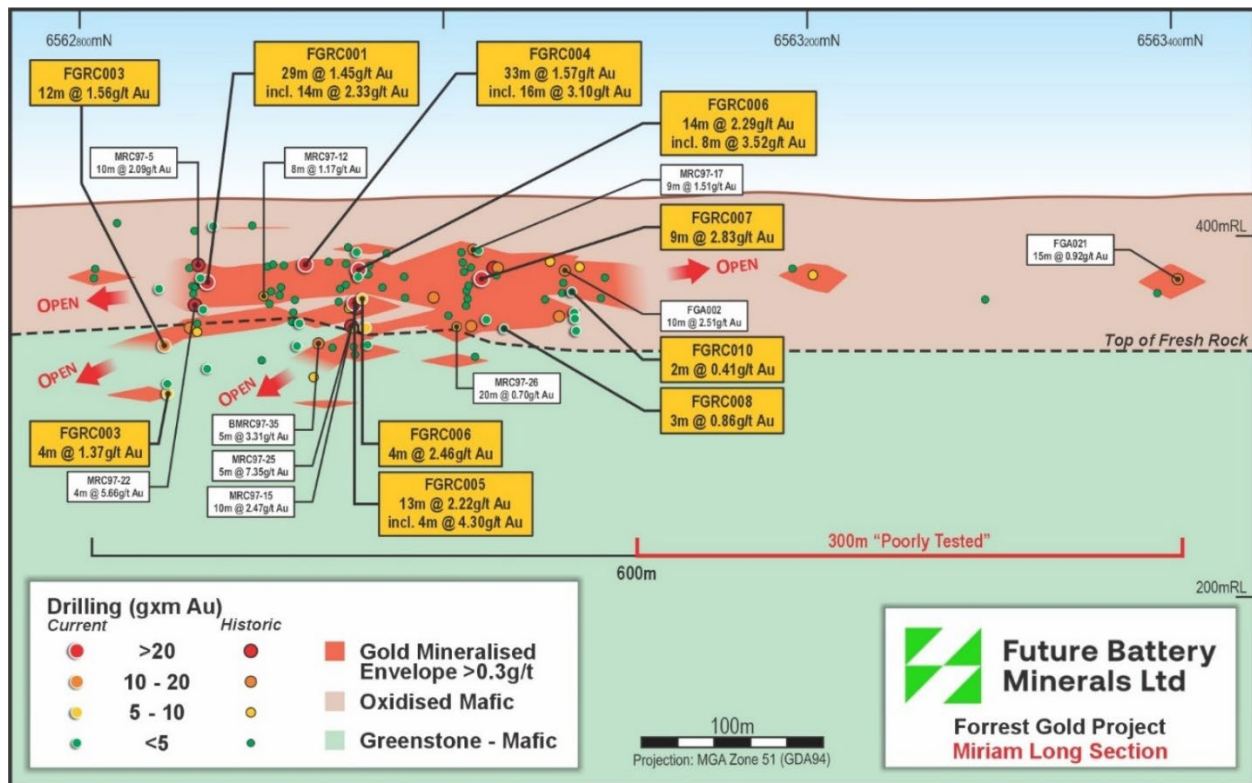 6562800mN
6563200mN
6563400mN
FGRC003
12m @ 1.56g/t Au
FGRC001
29m @ 1.45g/t Au
incl. 14m @ 2.33g/t Au
FGRC004
33m @ 1.57g/t Au
incl. 16m @ 3.10g/t Au
FGRC006
14m @ 2.29g/t Au
incl. 8m @ 3.52g/t Au
MRC97-5
10m @ 2.09g/t Au
MRC97-12
8m @ 1.17g/t Au
MRC97-17
9m @ 1.51g/t Au
FGRC007
9m @ 2.83g/t Au
400mRL
FGA021
15m @ 0.92g/t Au
OPEN
OPEN
FGA002
10m @ 2.51g/t Au
Top of Fresh Rock
OPEN
OPEN
FGRC010
2m @ 0.41g/t Au
MRC97-26
20m @ 0.70g/t Au
FGRC008
3m @ 0.86g/t Au
FGRC003
4m @ 1.37g/t Au
BMRC97-35
5m @ 3.31g/t Au
FGRC006
4m @ 2.46g/t Au
MRC97-25
5m @ 7.35g/t Au
MRC97-22
4m @ 5.66g/t Au
MRC97-15
10m @ 2.47g/t Au
FGRC005
13m @ 2.22g/t Au
incl. 4m @ 4.30g/t Au
300m "Poorly Tested"
600m
200mRL
Drilling (gxm Au)
Current Historic
>20
10 - 20
5 - 10
<5
Gold Mineralised
Envelope >0.3g/t
Oxidised Mafic
Greenstone - Mafic
100m
Projection: MGA Zone 51 (GDA94)
Future Battery
Minerals Ltd
Forrest Gold Project
Miriam Long Section